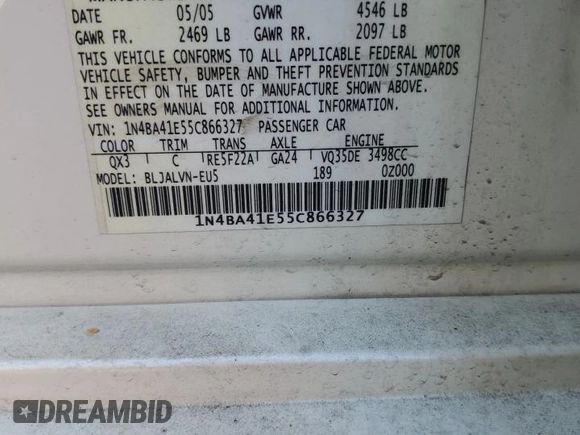 DATE 05/05 GVWR 4546 LB
GAWR FR. 2469 LB GAWR RR. 2097 LB
THIS VEHICLE CONFORMS TO ALL APPLICABLE FEDERAL MOTOR
VEHICLE SAFETY, BUMPER AND THEFT PREVENTION STANDARDS
IN EFFECT ON THE DATE OF MANUFACTURE SHOWN ABOVE.
SEE OWNERS MANUAL FOR ADDITIONAL INFORMATION.
VIN: 1N4BA41E55C866327 PASSENGER CAR
COLOR TRIM TRANS AXLE ENGINE
QX3 C RE5F22A GA24 VQ35DE 3498CC
MODEL: BLJALVN-EU5 189 0Z000
1N4BA41E55C866327
DREAMBID